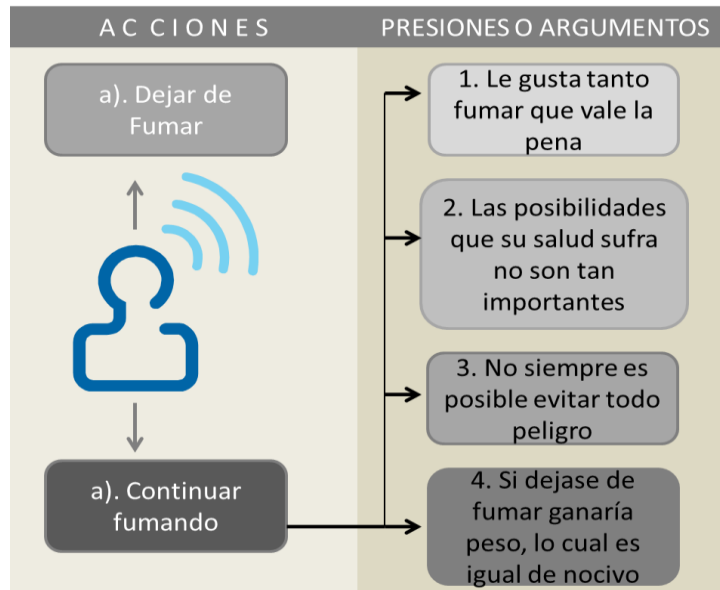 ACCIONES
PRESIONES O ARGUMENTOS
a). Dejar de
Fumar
a). Continuar
fumando
1. Le gusta tanto
fumar que vale la
pena
2. Las posibilidades
que su salud sufra
no son tan
importantes
3. No siempre es
posible evitar todo
peligro
4. Si dejase de
fumar ganaría
peso, lo cual es
igual de nocivo